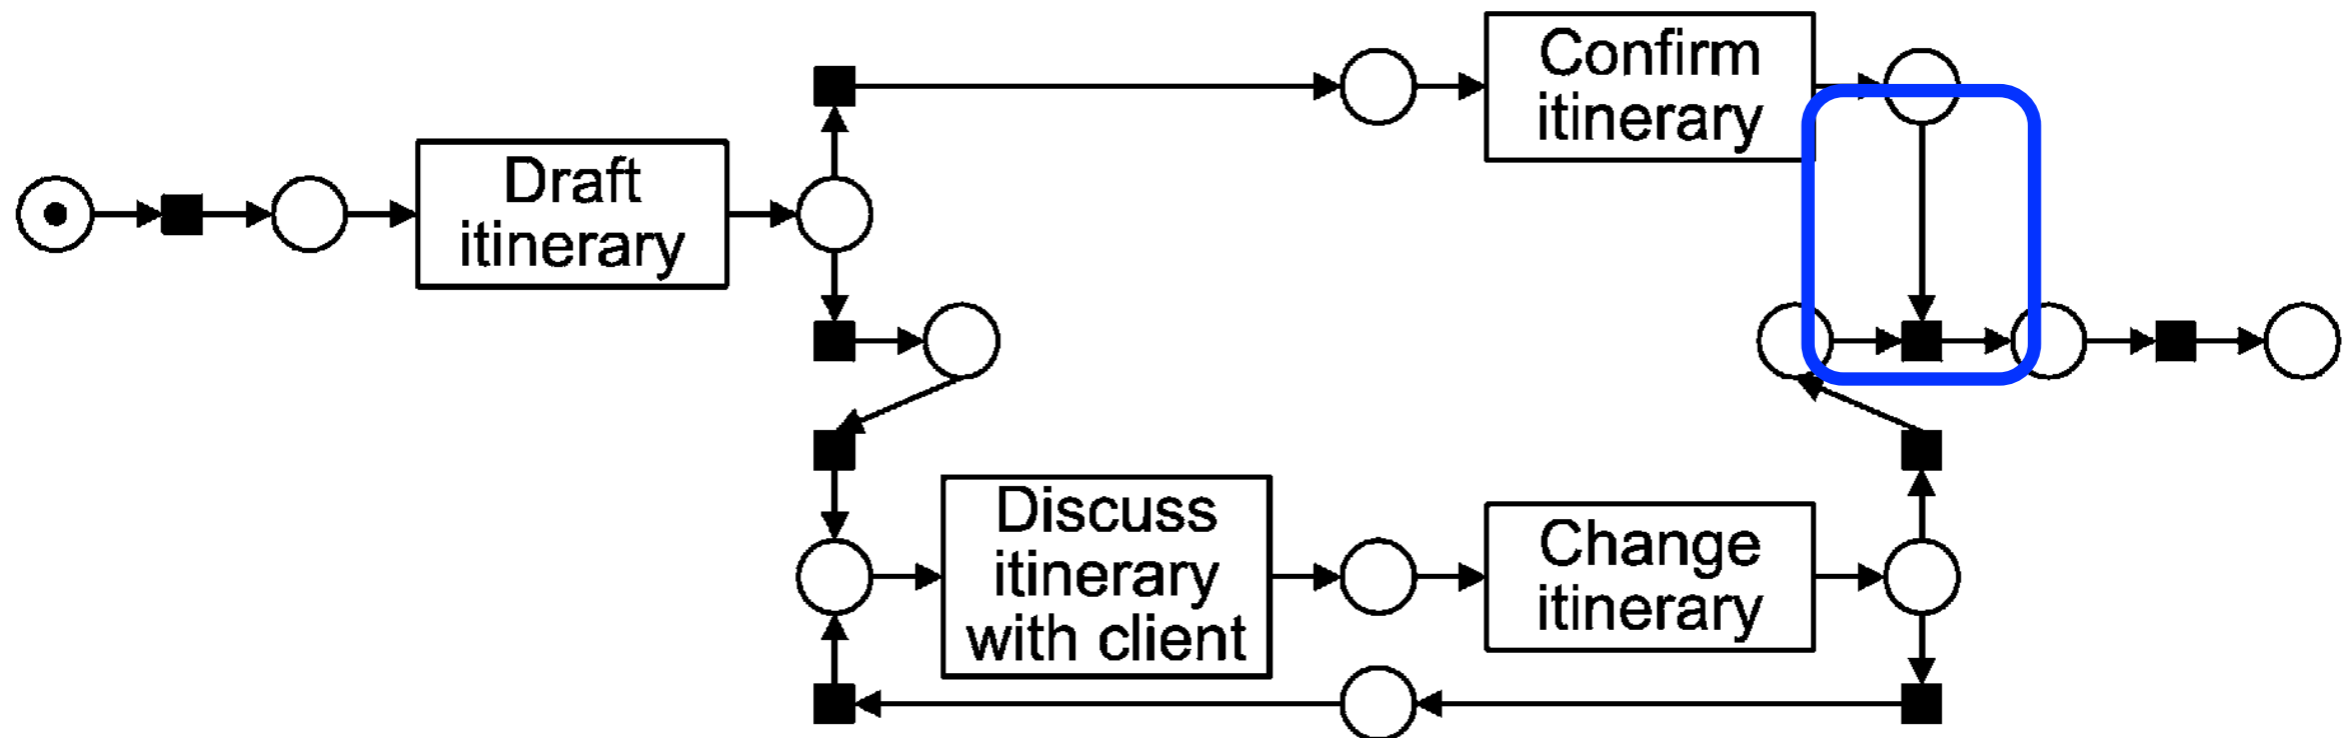 Confirm
itinerary
Draft
itinerary
Discuss
itinerary
with client
Change
itinerary